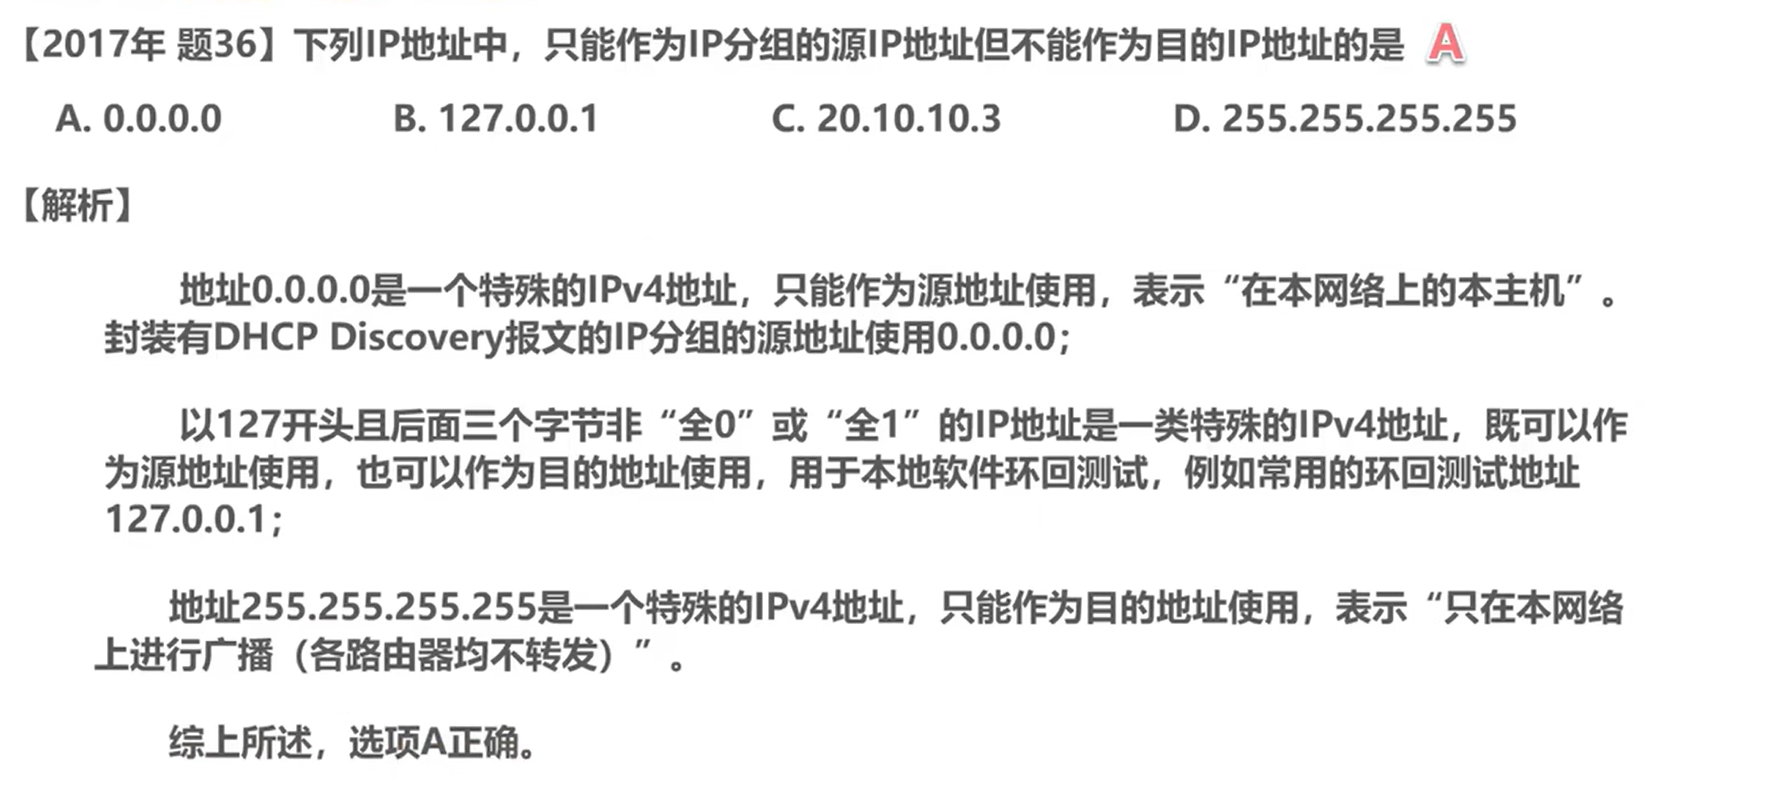 【2017年 题36】下列IP地址中，只能作为IP分组的源IP地址但不能作为目的IP地址的是 A
A. 0.0.0.0 B. 127.0.0.1 C. 20.10.10.3 D. 255.255.255.255
【解析】
地址0.0.0.0是一个特殊的IPv4地址，只能作为源地址使用，表示“在本网络上的本主机”。
封装有DHCP Discovery报文的IP分组的源地址使用0.0.0.0；
以127开头且后面三个字节非“全0”或“全1”的IP地址是一类特殊的IPv4地址，既可以作
为源地址使用，也可以作为目的地址使用，用于本地软件环回测试，例如常用的环回测试地址
127.0.0.1；
地址255.255.255.255是一个特殊的IPv4地址，只能作为目的地址使用，表示“只在本网络
上进行广播（各路由器均不转发）”。
综上所述，选项A正确。